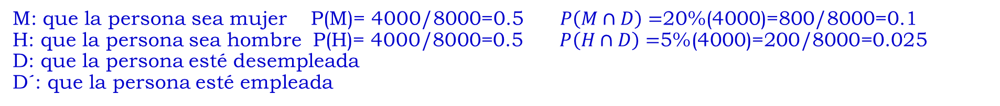 M: que la persona sea mujer P(M)= 4000/8000=0.5 P(M ∩ D) =20%(4000)=800/8000=0.1
H: que la persona sea hombre P(H)= 4000/8000=0.5 P(H ∩ D) =5%(4000)=200/8000=0.025
D: que la persona esté desempleada
D´: que la persona esté empleada